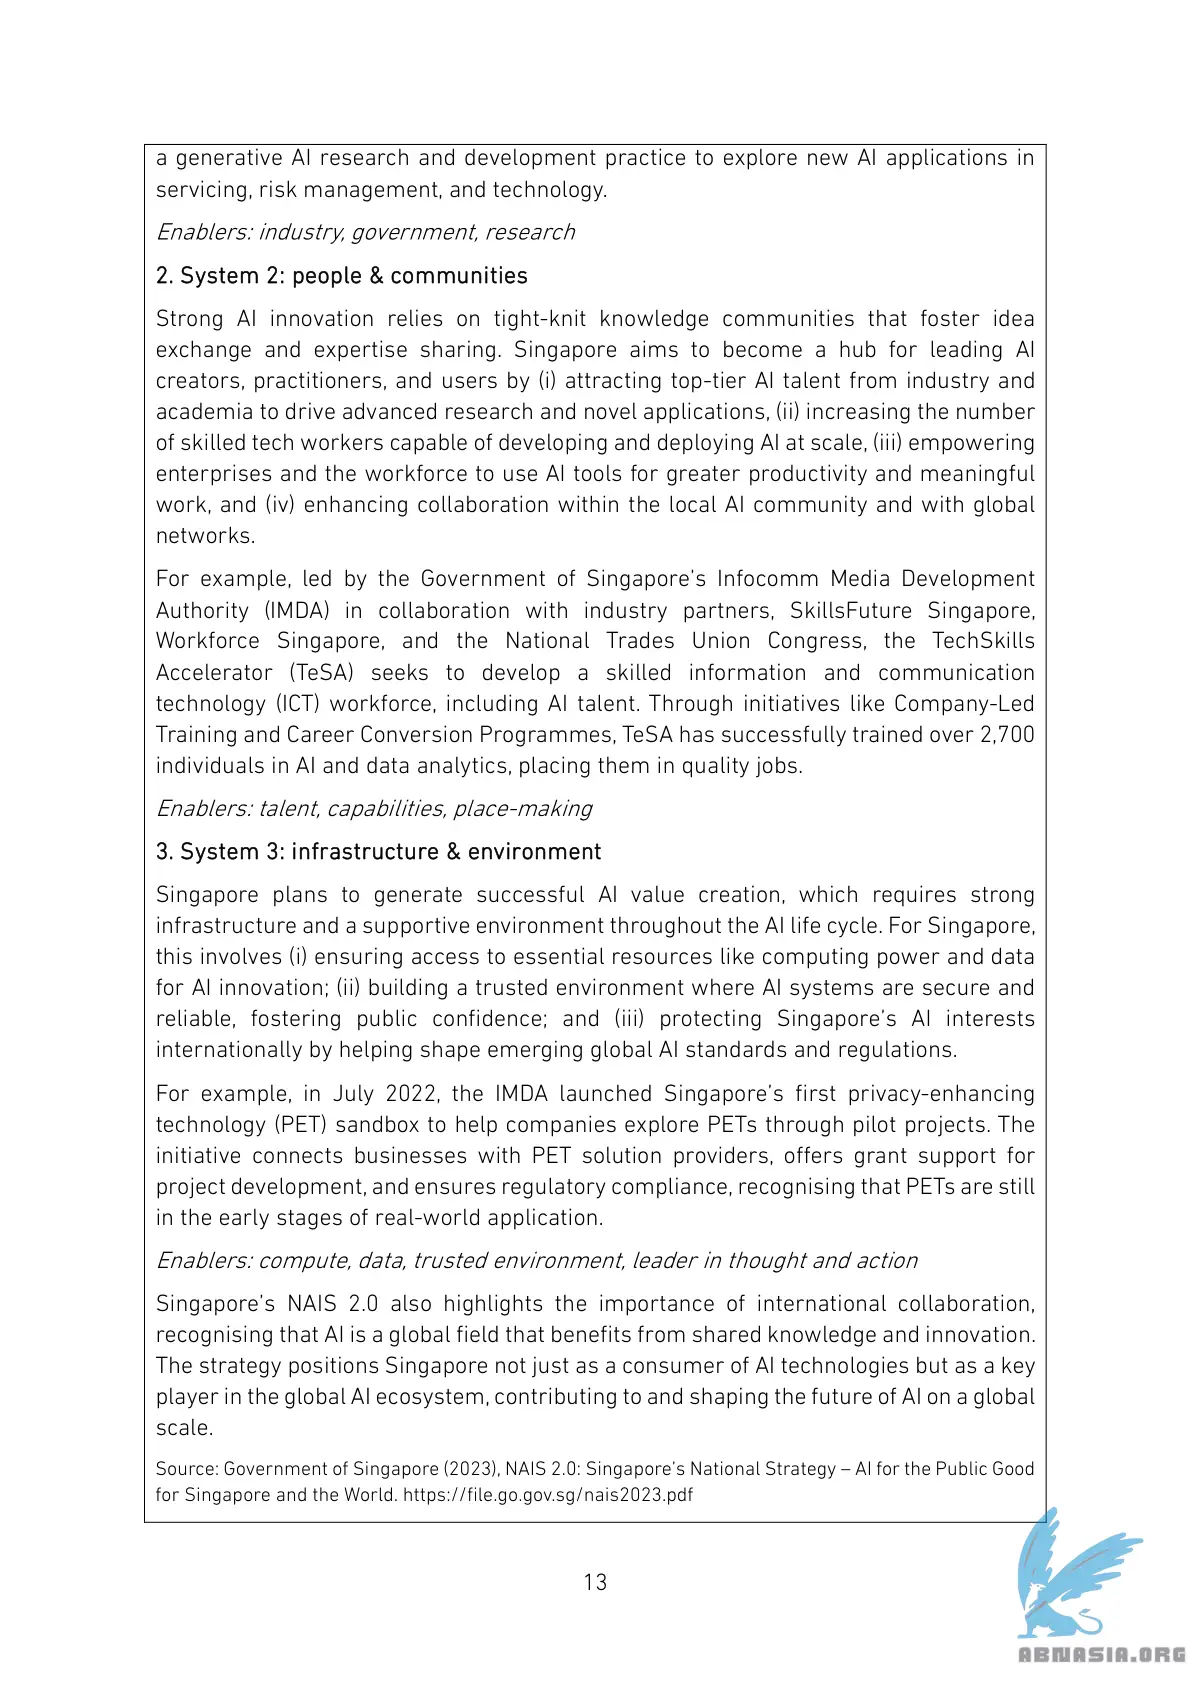 a generative AI research and development practice to explore new AI applications in
servicing, risk management, and technology.
Enablers: industry, government, research
2. System 2: people & communities
Strong AI innovation relies on tight-knit knowledge communities that foster idea
exchange and expertise sharing. Singapore aims to become a hub for leading AI
creators, practitioners, and users by (i) attracting top-tier AI talent from industry and
academia to drive advanced research and novel applications, (ii) increasing the number
of skilled tech workers capable of developing and deploying AI at scale, (iii) empowering
enterprises and the workforce to use AI tools for greater productivity and meaningful
work, and (iv) enhancing collaboration within the local AI community and with global
networks.
For example, led by the Government of Singapore’s Infocomm Media Development
Authority (IMDA) in collaboration with industry partners, SkillsFuture Singapore,
Workforce Singapore, and the National Trades Union Congress, the TechSkills
Accelerator (TeSA) seeks to develop a skilled information and communication
technology (ICT) workforce, including AI talent. Through initiatives like Company-Led
Training and Career Conversion Programmes, TeSA has successfully trained over 2,700
individuals in AI and data analytics, placing them in quality jobs.
Enablers: talent, capabilities, place-making
3. System 3: infrastructure & environment
Singapore plans to generate successful AI value creation, which requires strong
infrastructure and a supportive environment throughout the AI life cycle. For Singapore,
this involves (i) ensuring access to essential resources like computing power and data
for AI innovation; (ii) building a trusted environment where AI systems are secure and
reliable, fostering public confidence; and (iii) protecting Singapore’s AI interests
internationally by helping shape emerging global AI standards and regulations.
For example, in July 2022, the IMDA launched Singapore’s first privacy-enhancing
technology (PET) sandbox to help companies explore PETs through pilot projects. The
initiative connects businesses with PET solution providers, offers grant support for
project development, and ensures regulatory compliance, recognising that PETs are still
in the early stages of real-world application.
Enablers: compute, data, trusted environment, leader in thought and action
Singapore’s NAIS 2.0 also highlights the importance of international collaboration,
recognising that AI is a global field that benefits from shared knowledge and innovation.
The strategy positions Singapore not just as a consumer of AI technologies but as a key
player in the global AI ecosystem, contributing to and shaping the future of AI on a global
scale.
Source: Government of Singapore (2023), NAIS 2.0: Singapore’s National Strategy – AI for the Public Good
for Singapore and the World. https://file.go.gov.sg/nais2023.pdf
13
ABNASIA.ORG